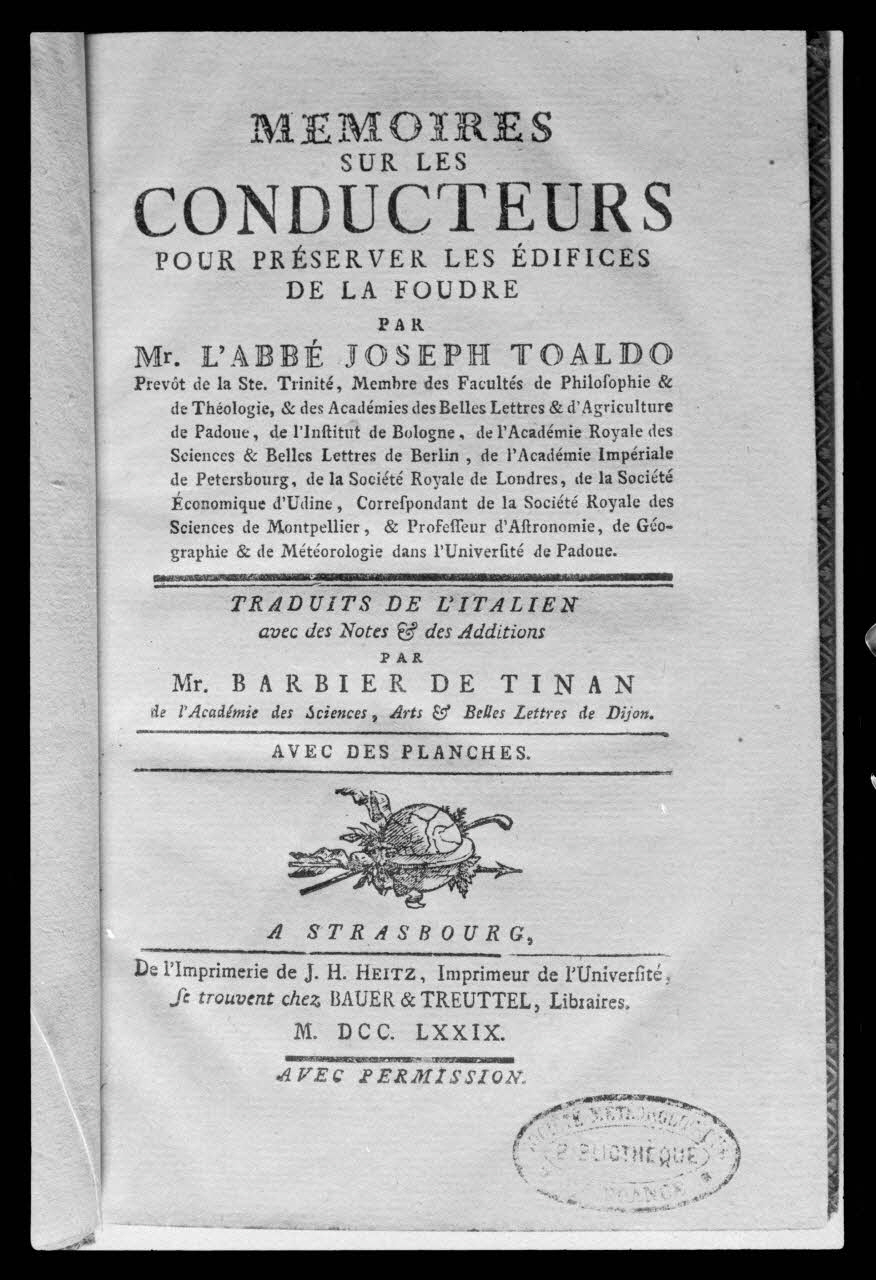 MEMOIRES
SUR LES
CONDUCTEURS
POUR PRÉSERVER LES ÉDIFICES
DE LA FOUDRE
PAR
Mr. L'ABBÉ JOSEPH TOALDO
Prevôt de la Ste. Trinité, Membre des Facultés de Philoſophie &
de Théologie, & des Académies des Belles Lettres & d'Agriculture
de Padoue, de l'Inſtitut de Bologne, de l'Académie Royale des
Sciences & Belles Lettres de Berlin, de l'Académie Impériale
de Petersbourg, de la Société Royale de Londres, de la Société
Économique d'Udine, Correſpondant de la Société Royale des
Sciences de Montpellier, & Profeſſeur d'Aſtronomie, de Géo-
graphie & de Météorologie dans l'Univerſité de Padoue.
TRADUITS DE L'ITALIEN
avec des Notes & des Additions
PAR
Mr. BARBIER DE TINAN
de l'Académie des Sciences, Arts & Belles Lettres de Dijon.
AVEC DES PLANCHES.
A STRASBOURG,
De l'Imprimerie de J. H. HEITZ, Imprimeur de l'Univerſité,
ſe trouvent chez BAUER & TREUTTEL, Libraires.
M. DCC. LXXIX.
AVEC PERMISSION.
SOCIÉTÉ MÉTÉOROLOGIQUE
BIBLIOTHÈQUE
DE FRANCE